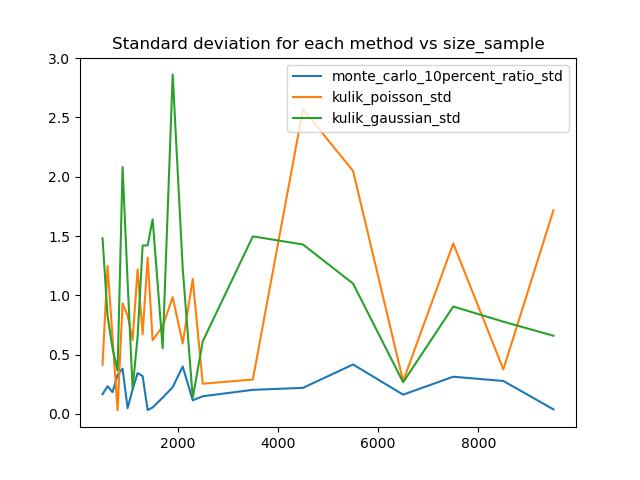 Standard deviation for each method vs size_sample
monte_carlo_10percent_ratio_std
kulik_poisson_std
kulik_gaussian_std
3.0
2.5
2.0
1.5
1.0
0.5
0.0
2000 4000 6000 8000